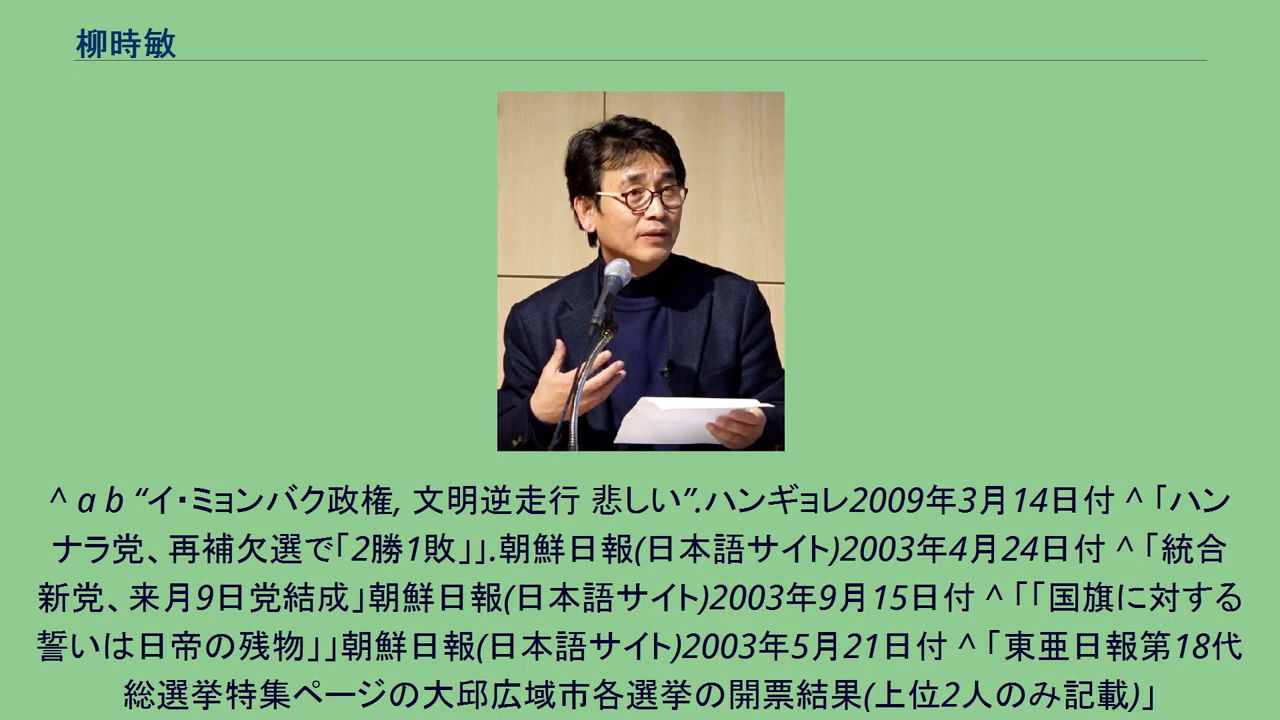 柳時敏
^ a b “イ・ミョンバク政権, 文明逆走行 悲しい”.ハンギョレ2009年3月14日付 ^ 「ハン
ナラ党、再補欠選で「2勝1敗」」.朝鮮日報(日本語サイト)2003年4月24日付 ^ 「統合
新党、来月9日党結成」朝鮮日報(日本語サイト)2003年9月15日付 ^ 「「国旗に対する
誓いは日帝の残物」」朝鮮日報(日本語サイト)2003年5月21日付 ^ 「東亜日報第18代
総選挙特集ページの大邱広域市各選挙の開票結果(上位2人のみ記載)」